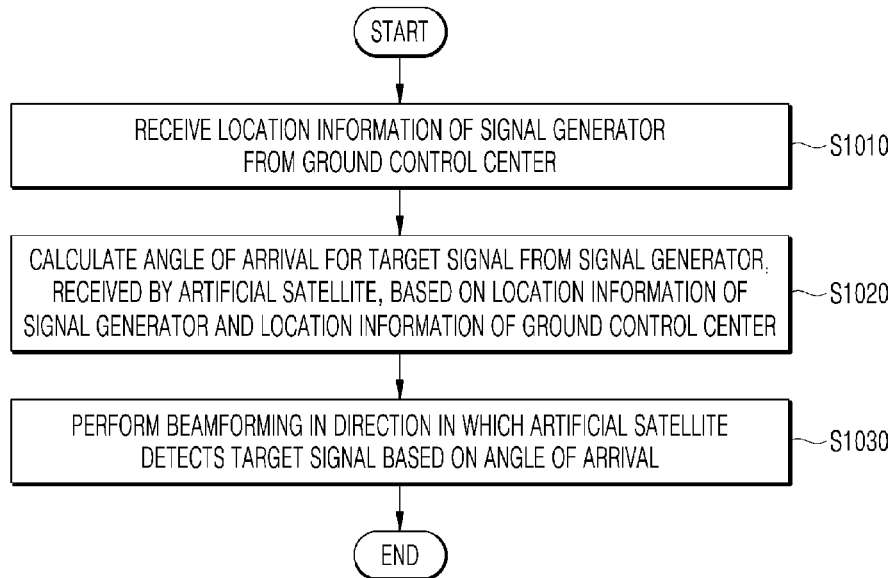 START
RECEIVE LOCATION INFORMATION OF SIGNAL GENERATOR
FROM GROUND CONTROL CENTER
S1010
CALCULATE ANGLE OF ARRIVAL FOR TARGET SIGNAL FROM SIGNAL GENERATOR,
RECEIVED BY ARTIFICIAL SATELLITE, BASED ON LOCATION INFORMATION OF
SIGNAL GENERATOR AND LOCATION INFORMATION OF GROUND CONTROL CENTER
S1020
PERFORM BEAMFORMING IN DIRECTION IN WHICH ARTIFICIAL SATELLITE
DETECTS TARGET SIGNAL BASED ON ANGLE OF ARRIVAL
S1030
END